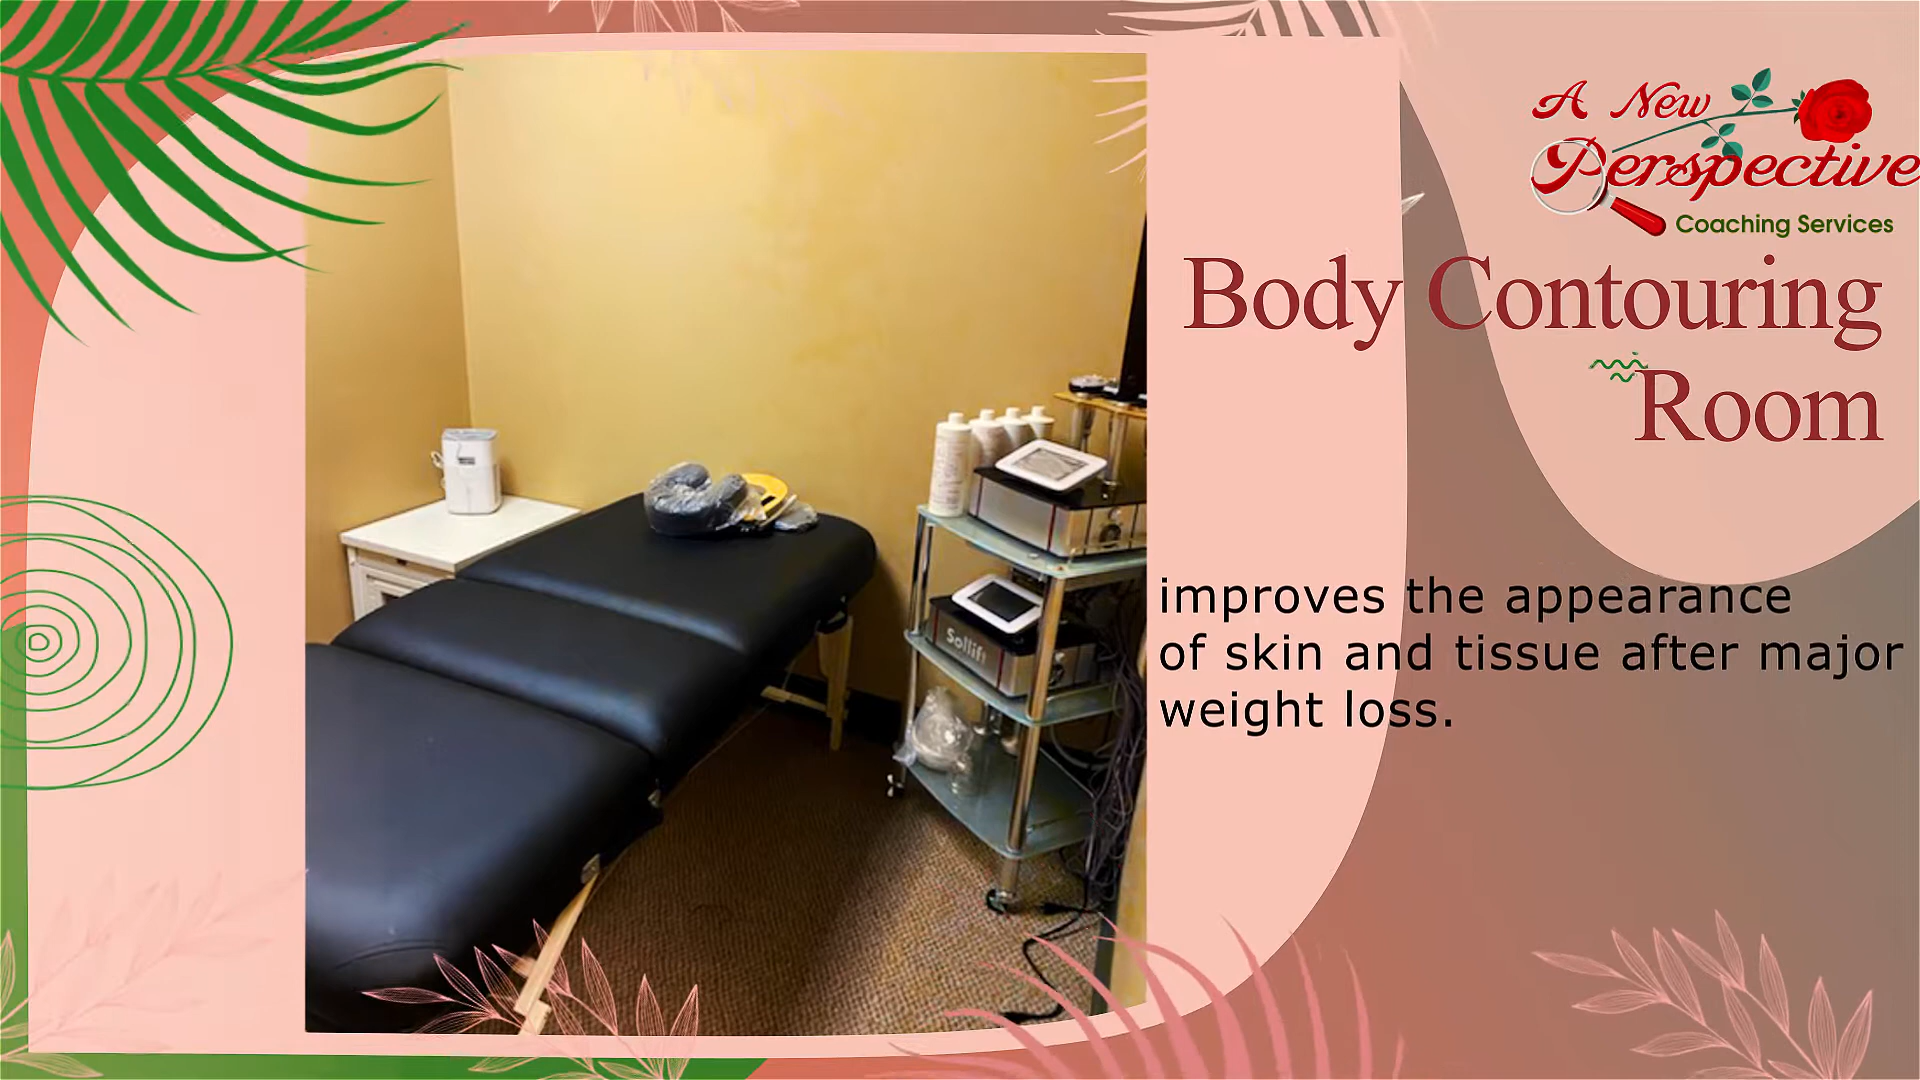 A New
Perspective
Coaching Services
Body Contouring
Room
improves the appearance
of skin and tissue after major
weight loss.
Sollift